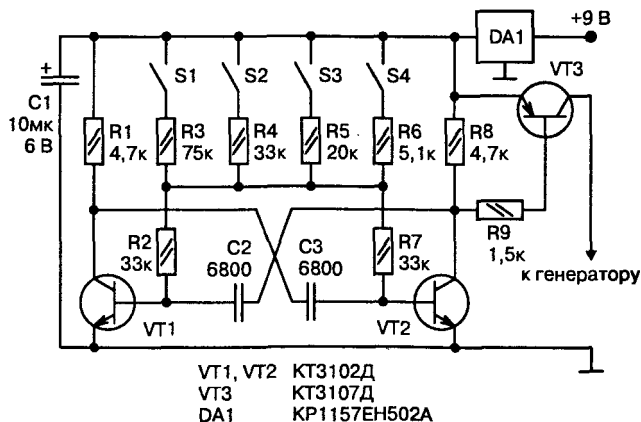 DA1
+9 В
VT3
S1
S2
S3
S4
+
C1
10мк
6 В
R1
4,7к
R3
75к
R4
33к
R5
20к
R6
5,1к
R8
4,7к
R9
1,5к
R2
33к
C2
6800
C3
6800
R7
33к
VT1
VT2
к генератору
VT1, VT2 КТ3102Д
VT3 КТ3107Д
DA1 КР1157ЕН502А